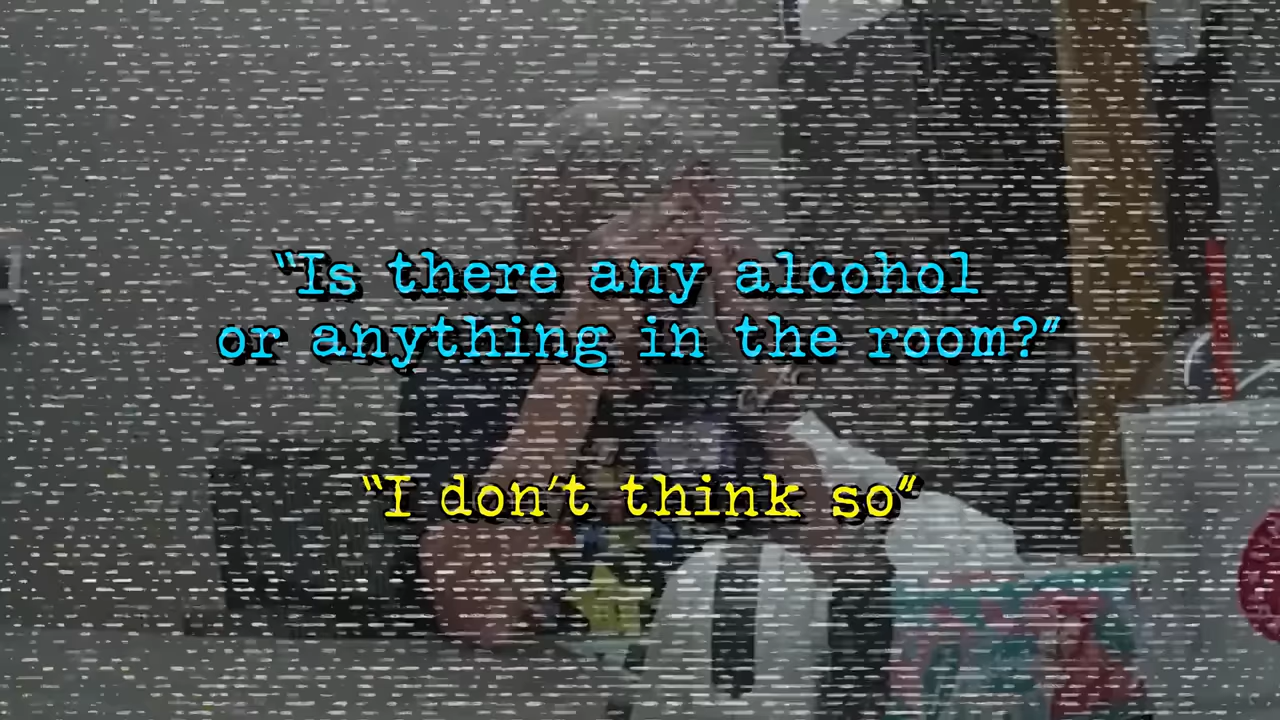 “Is there any alcohol
or anything in the room?”
“I don't think so“